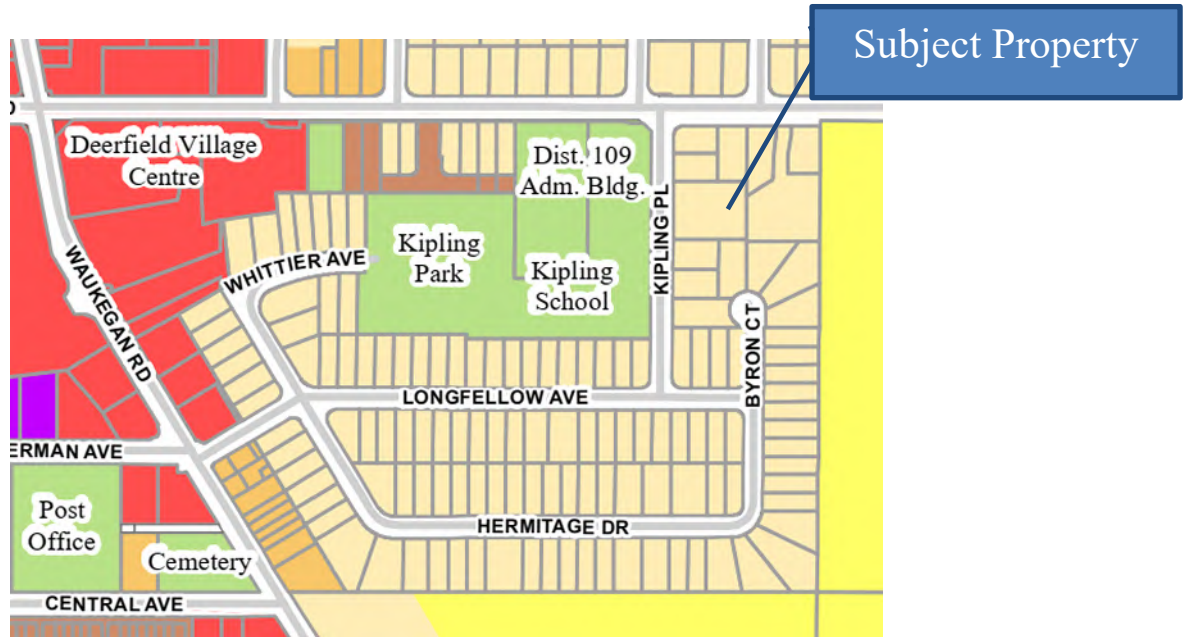 Subject Property
Deerfield Village
Centre
Dist. 109
Adm. Bldg.
KIPLING PL
WHITTIER AVE
Kipling
Park
Kipling
School
WAUKEGAN RD
BYRON CT
LONGFELLOW AVE
ERMAN AVE
Post
Office
HERMITAGE DR
Cemetery
CENTRAL AVE